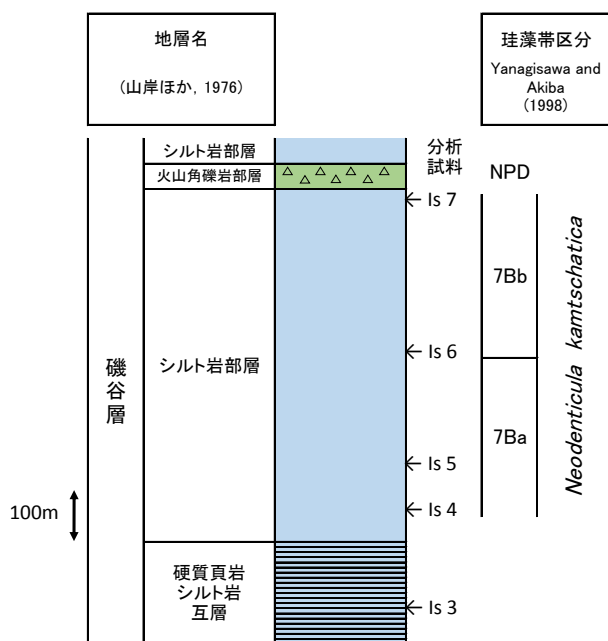 地層名
(山岸ほか, 1976)
珪藻帯区分
Yanagisawa and
Akiba
(1998)
シルト岩部層
火山角礫岩部層
分析
試料
NPD
Is 7
7Bb
Is 6
シルト岩部層
磯谷層
7Ba
Is 5
Is 4
100m
Neodenticula kamtschatica
硬質頁岩
シルト岩
互層
Is 3